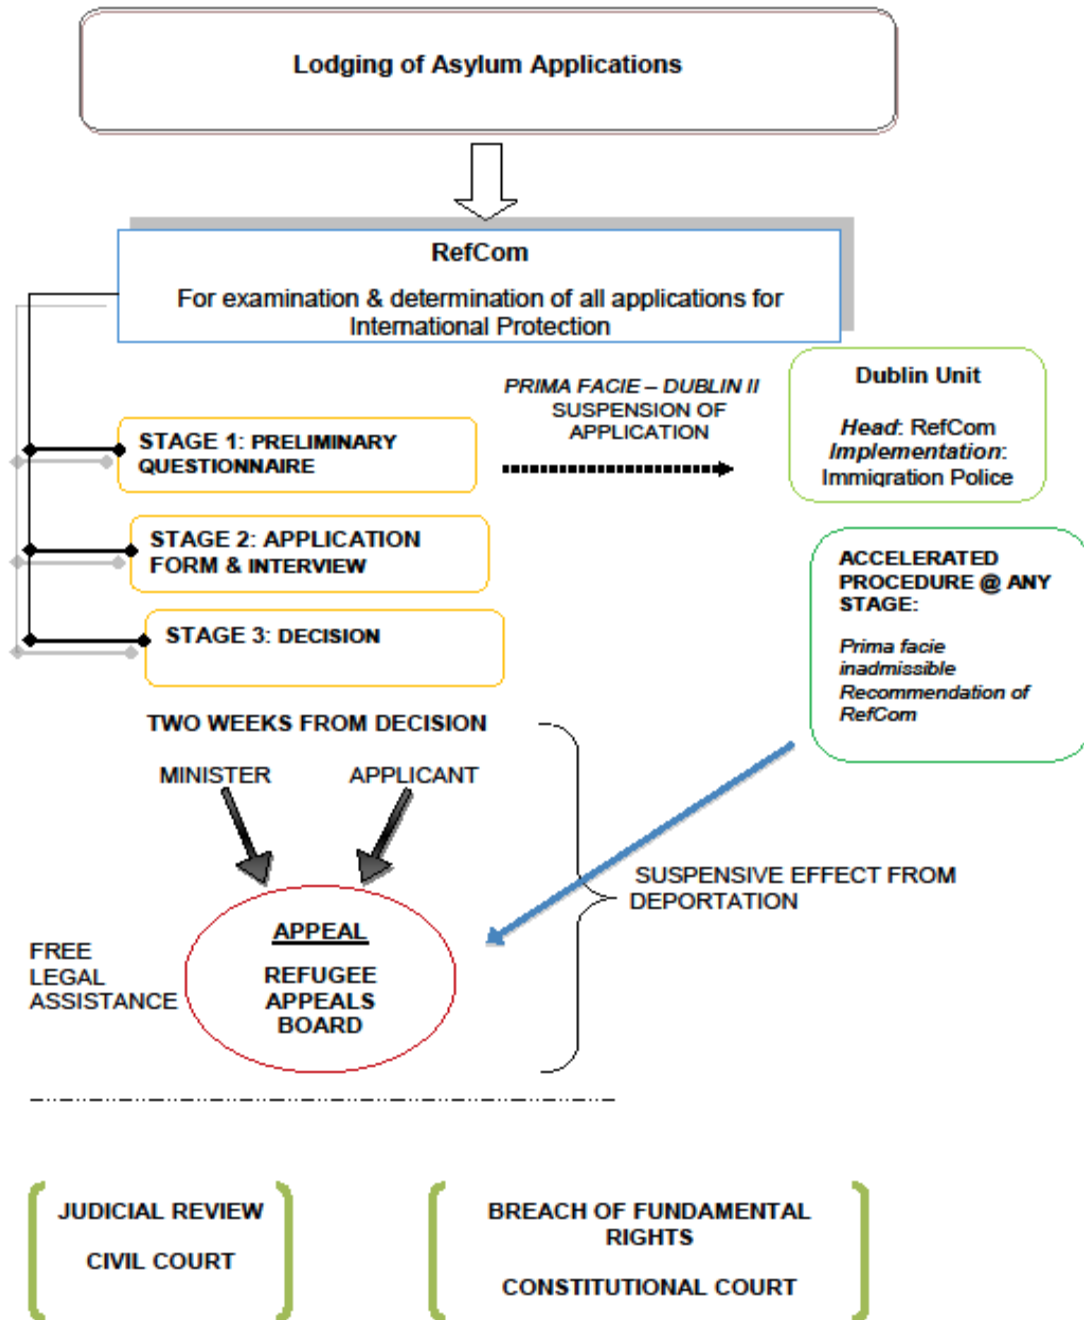 Lodging of Asylum Applications
RefCom
For examination & determination of all applications for
International Protection
PRIMA FACIE – DUBLIN II
SUSPENSION OF
APPLICATION
Dublin Unit
Head: RefCom
Implementation:
Immigration Police
STAGE 1: PRELIMINARY
QUESTIONNAIRE
STAGE 2: APPLICATION
FORM & INTERVIEW
STAGE 3: DECISION
ACCELERATED
PROCEDURE @ ANY
STAGE:
Prima facie
inadmissible
Recommendation of
RefCom
TWO WEEKS FROM DECISION
MINISTER
APPLICANT
SUSPENSIVE EFFECT FROM
DEPORTATION
APPEAL
REFUGEE
APPEALS
BOARD
FREE
LEGAL
ASSISTANCE
JUDICIAL REVIEW
CIVIL COURT
BREACH OF FUNDAMENTAL
RIGHTS
CONSTITUTIONAL COURT